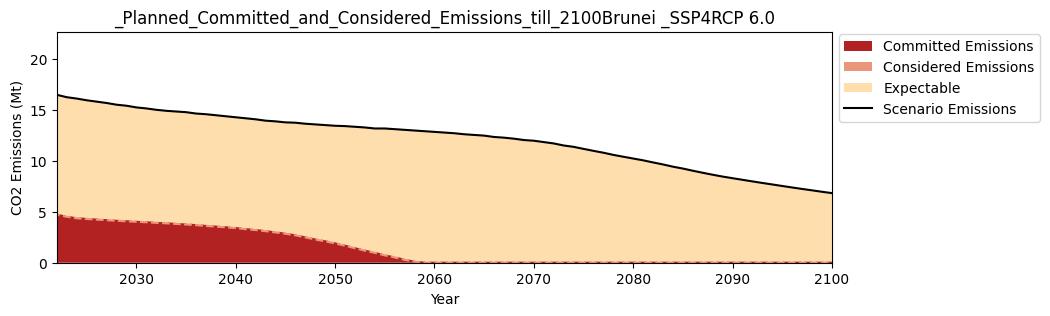 _Planned_Committed_and_Considered_Emissions_till_2100Brunei _SSP4RCP 6.0
CO2 Emissions (Mt)
20
15
10
5
0
2030 2040 2050 2060 2070 2080 2090 2100
Year
Committed Emissions
Considered Emissions
Expectable
Scenario Emissions